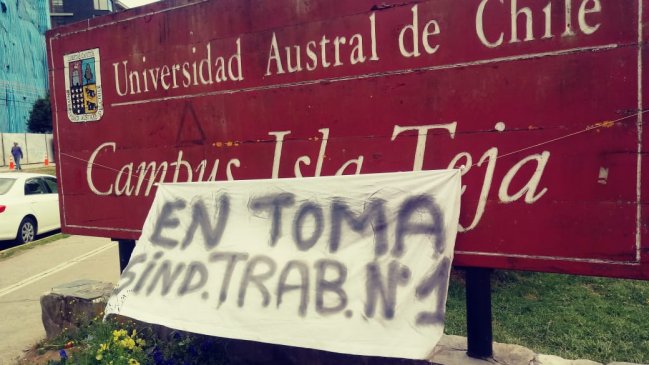 Universidad Austral de Chile
Campus Isla Teja
EN TOMA
SIND. TRAB. N°1